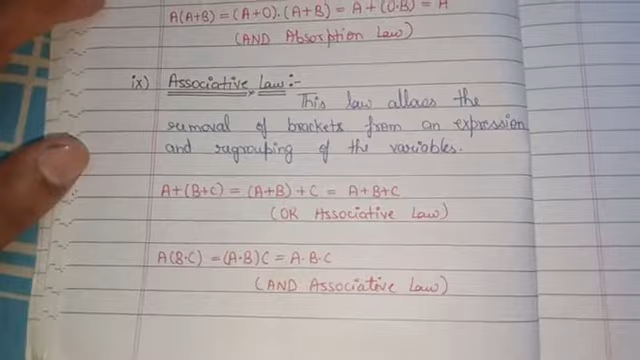 A(A+B) = (A+0).(A+B) = A + (0.B) = A
(AND Absorption Law)
ix) Associative Law :-
This law allows the
removal of brackets from an expression
and ragrouping of the variables.
A+(B+C) = (A+B)+C = A+B+C
(OR Associative Law)
A(B.C) = (A.B)C = A.B.C
(AND Associative Law)